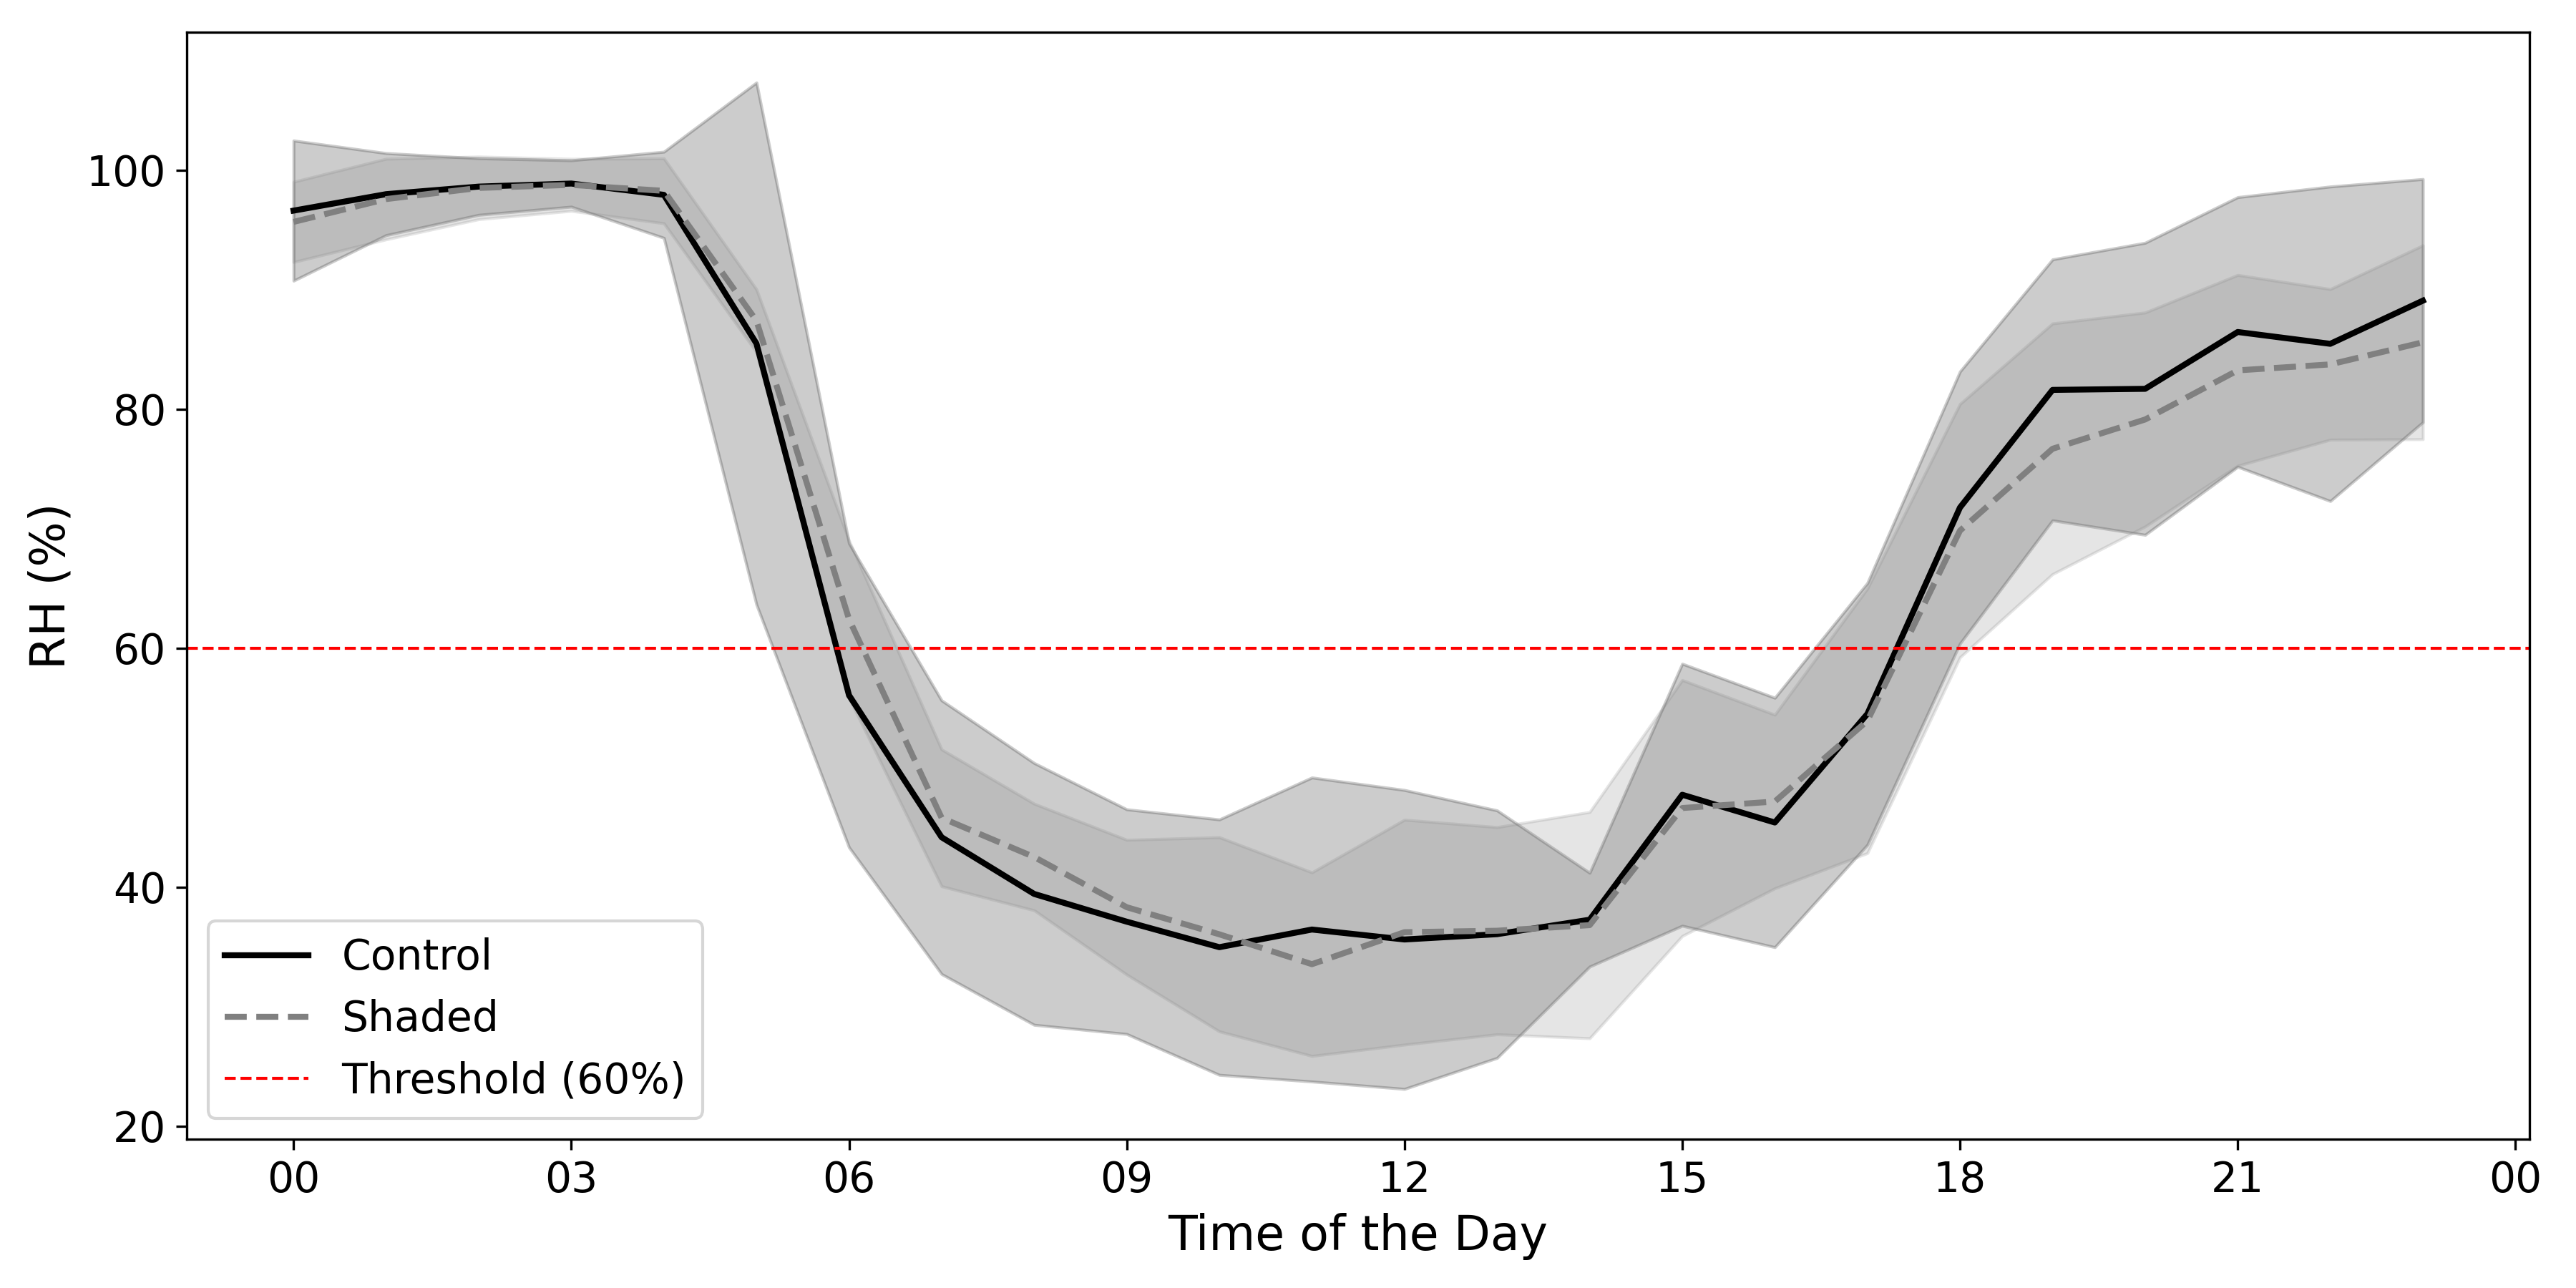 RH (%)
100
80
60
40
20
Control
Shaded
Threshold (60%)
00 03 06 09 12 15 18 21 00
Time of the Day